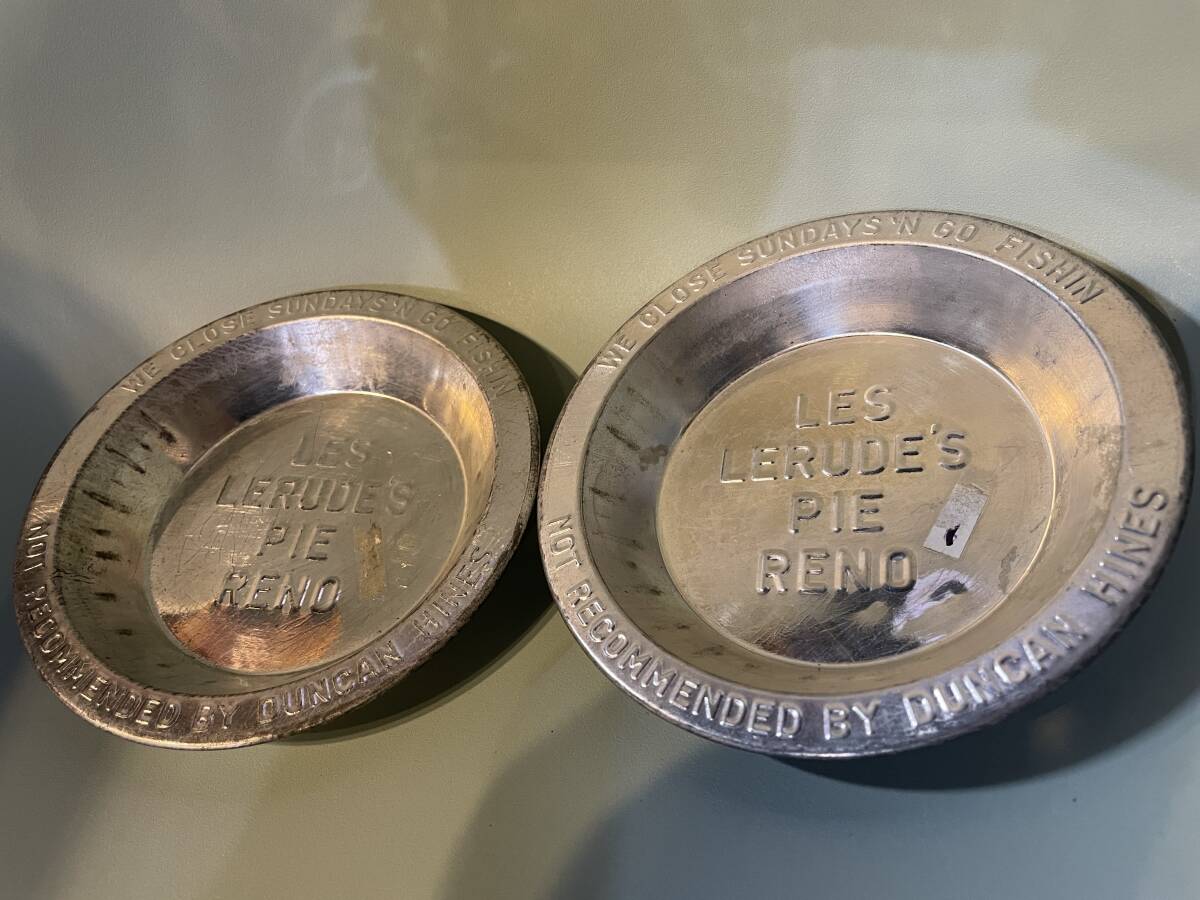 WE CLOSE SUNDAYS 'N GO FISHIN
LES
LERUDE'S
PIE
RENO
NOT RECOMMENDED BY DUNCAN HINES
WE CLOSE SUNDAYS 'N GO FISHIN
LES
LERUDE'S
PIE
RENO
NOT RECOMMENDED BY DUNCAN HINES